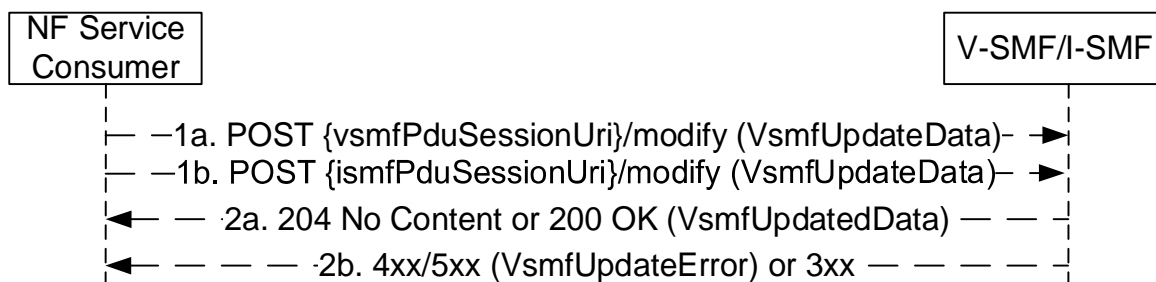 NF Service
Consumer
V-SMF/I-SMF
1a. POST {vsmfPduSessionUri}/modify (VsmfUpdateData)
1b. POST {ismfPduSessionUri}/modify (VsmfUpdateData)
2a. 204 No Content or 200 OK (VsmfUpdatedData)
2b. 4xx/5xx (VsmfUpdateError) or 3xx